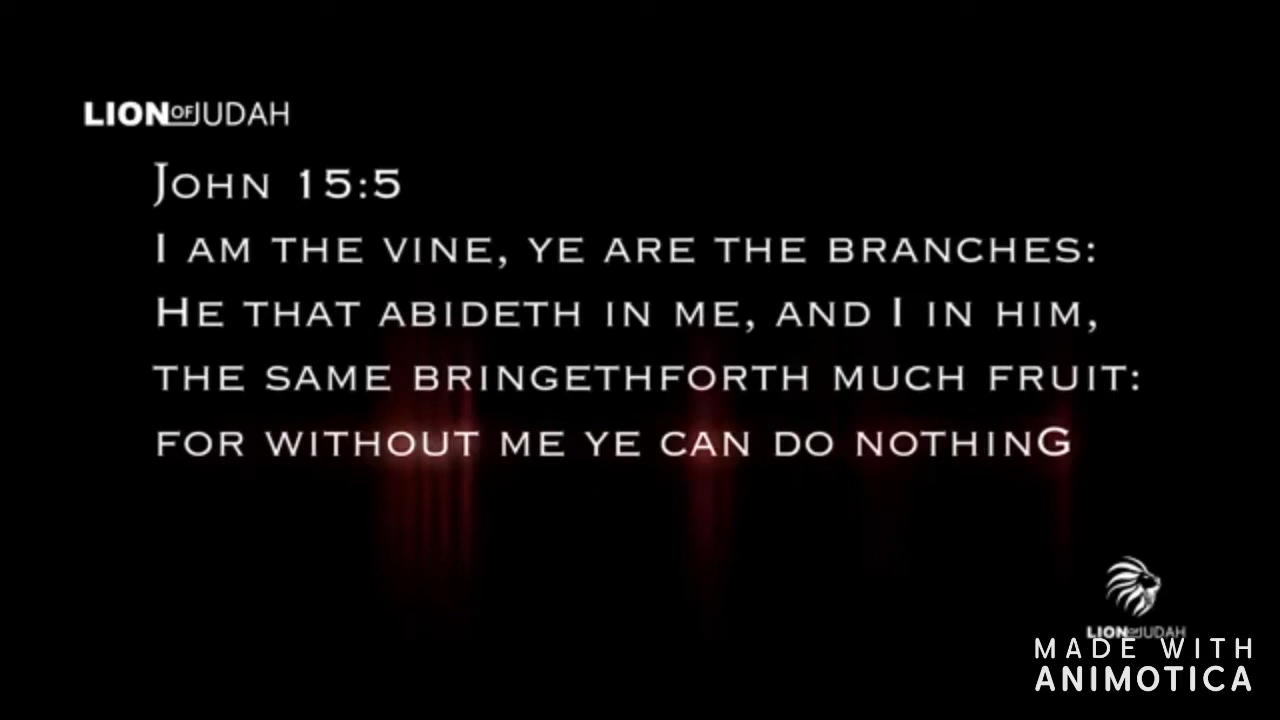 LION OF JUDAH
JOHN 15:5
I AM THE VINE, YE ARE THE BRANCHES:
HE THAT ABIDETH IN ME, AND I IN HIM,
THE SAME BRINGETHFORTH MUCH FRUIT:
FOR WITHOUT ME YE CAN DO NOTHING
LION OF JUDAH
MADE WITH
ANIMOTICA